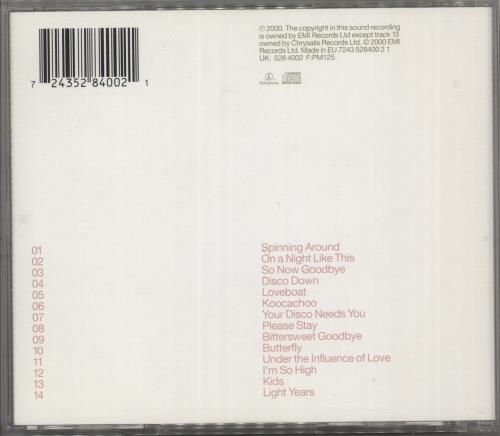 ℗ 2000. The copyright in this sound recording
is owned by EMI Records Ltd except track 13
owned by Chrysalis Records Ltd. © 2000 EMI
Records Ltd. Made in EU 7243 528400 2 1
UK: 528 4002 F:PM125
7 24352 84002 1
Parlophone
01 Spinning Around
02 On a Night Like This
03 So Now Goodbye
04 Disco Down
05 Loveboat
06 Koocachoo
07 Your Disco Needs You
08 Please Stay
09 Bittersweet Goodbye
10 Butterfly
11 Under the Influence of Love
12 I'm So High
13 Kids
14 Light Years